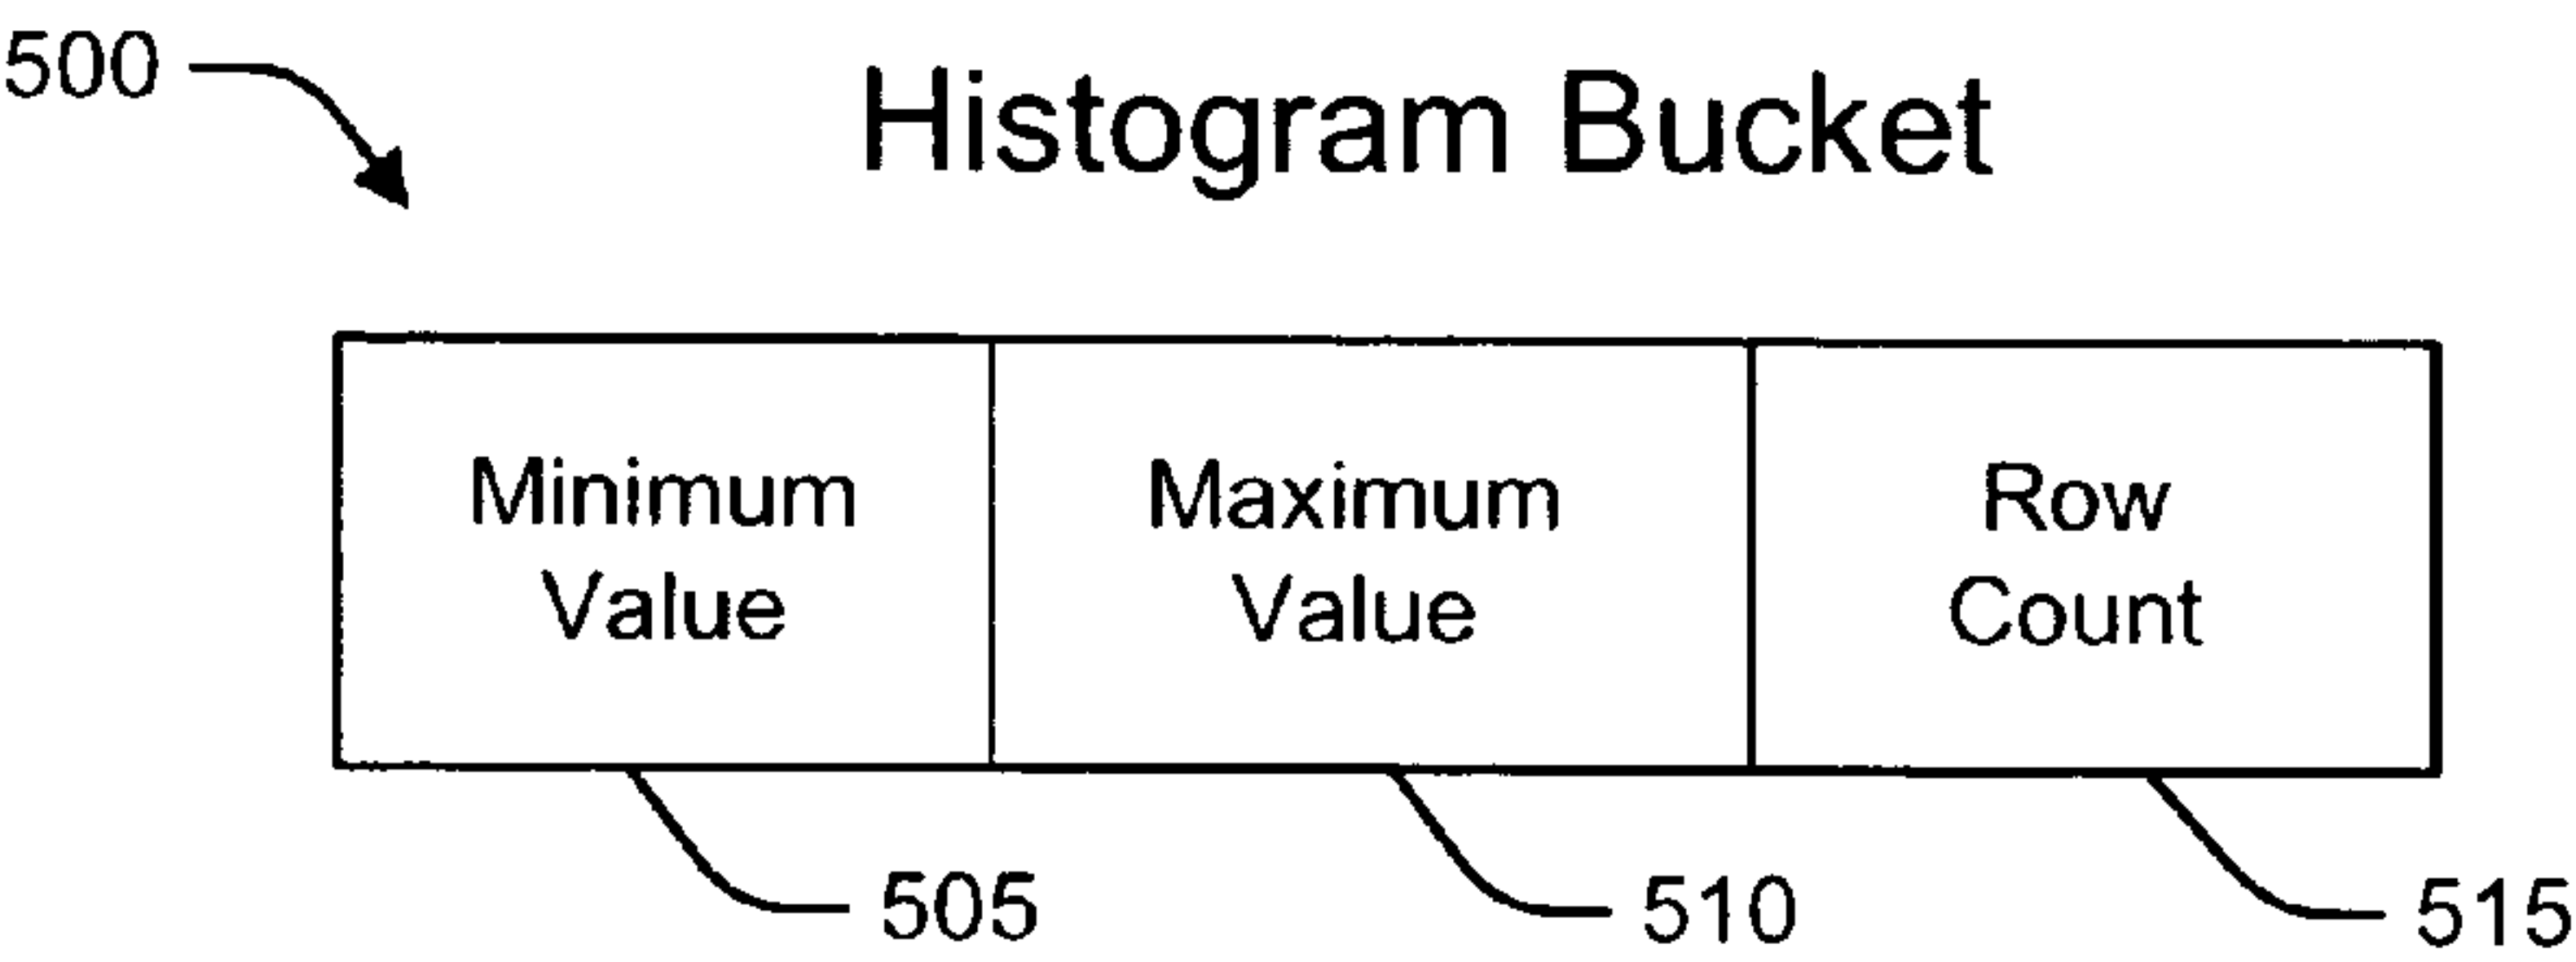 500
Histogram Bucket
Minimum
Value
Maximum
Value
Row
Count
505
510
515